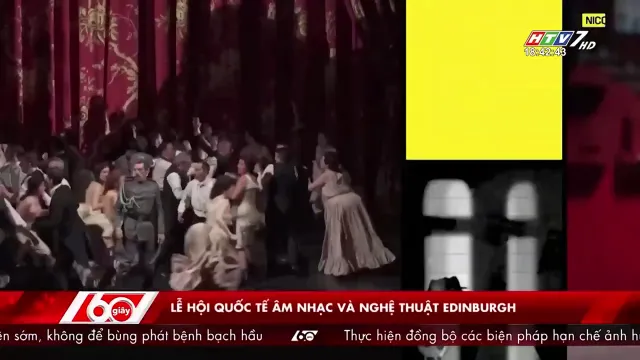 NICO
HTV7 HD
18:42:43
60 giây
LỄ HỘI QUỐC TẾ ÂM NHẠC VÀ NGHỆ THUẬT EDINBURGH
ên sớm, không để bùng phát bệnh bạch hầu 60 Thực hiện đồng bộ các biện pháp hạn chế ảnh h